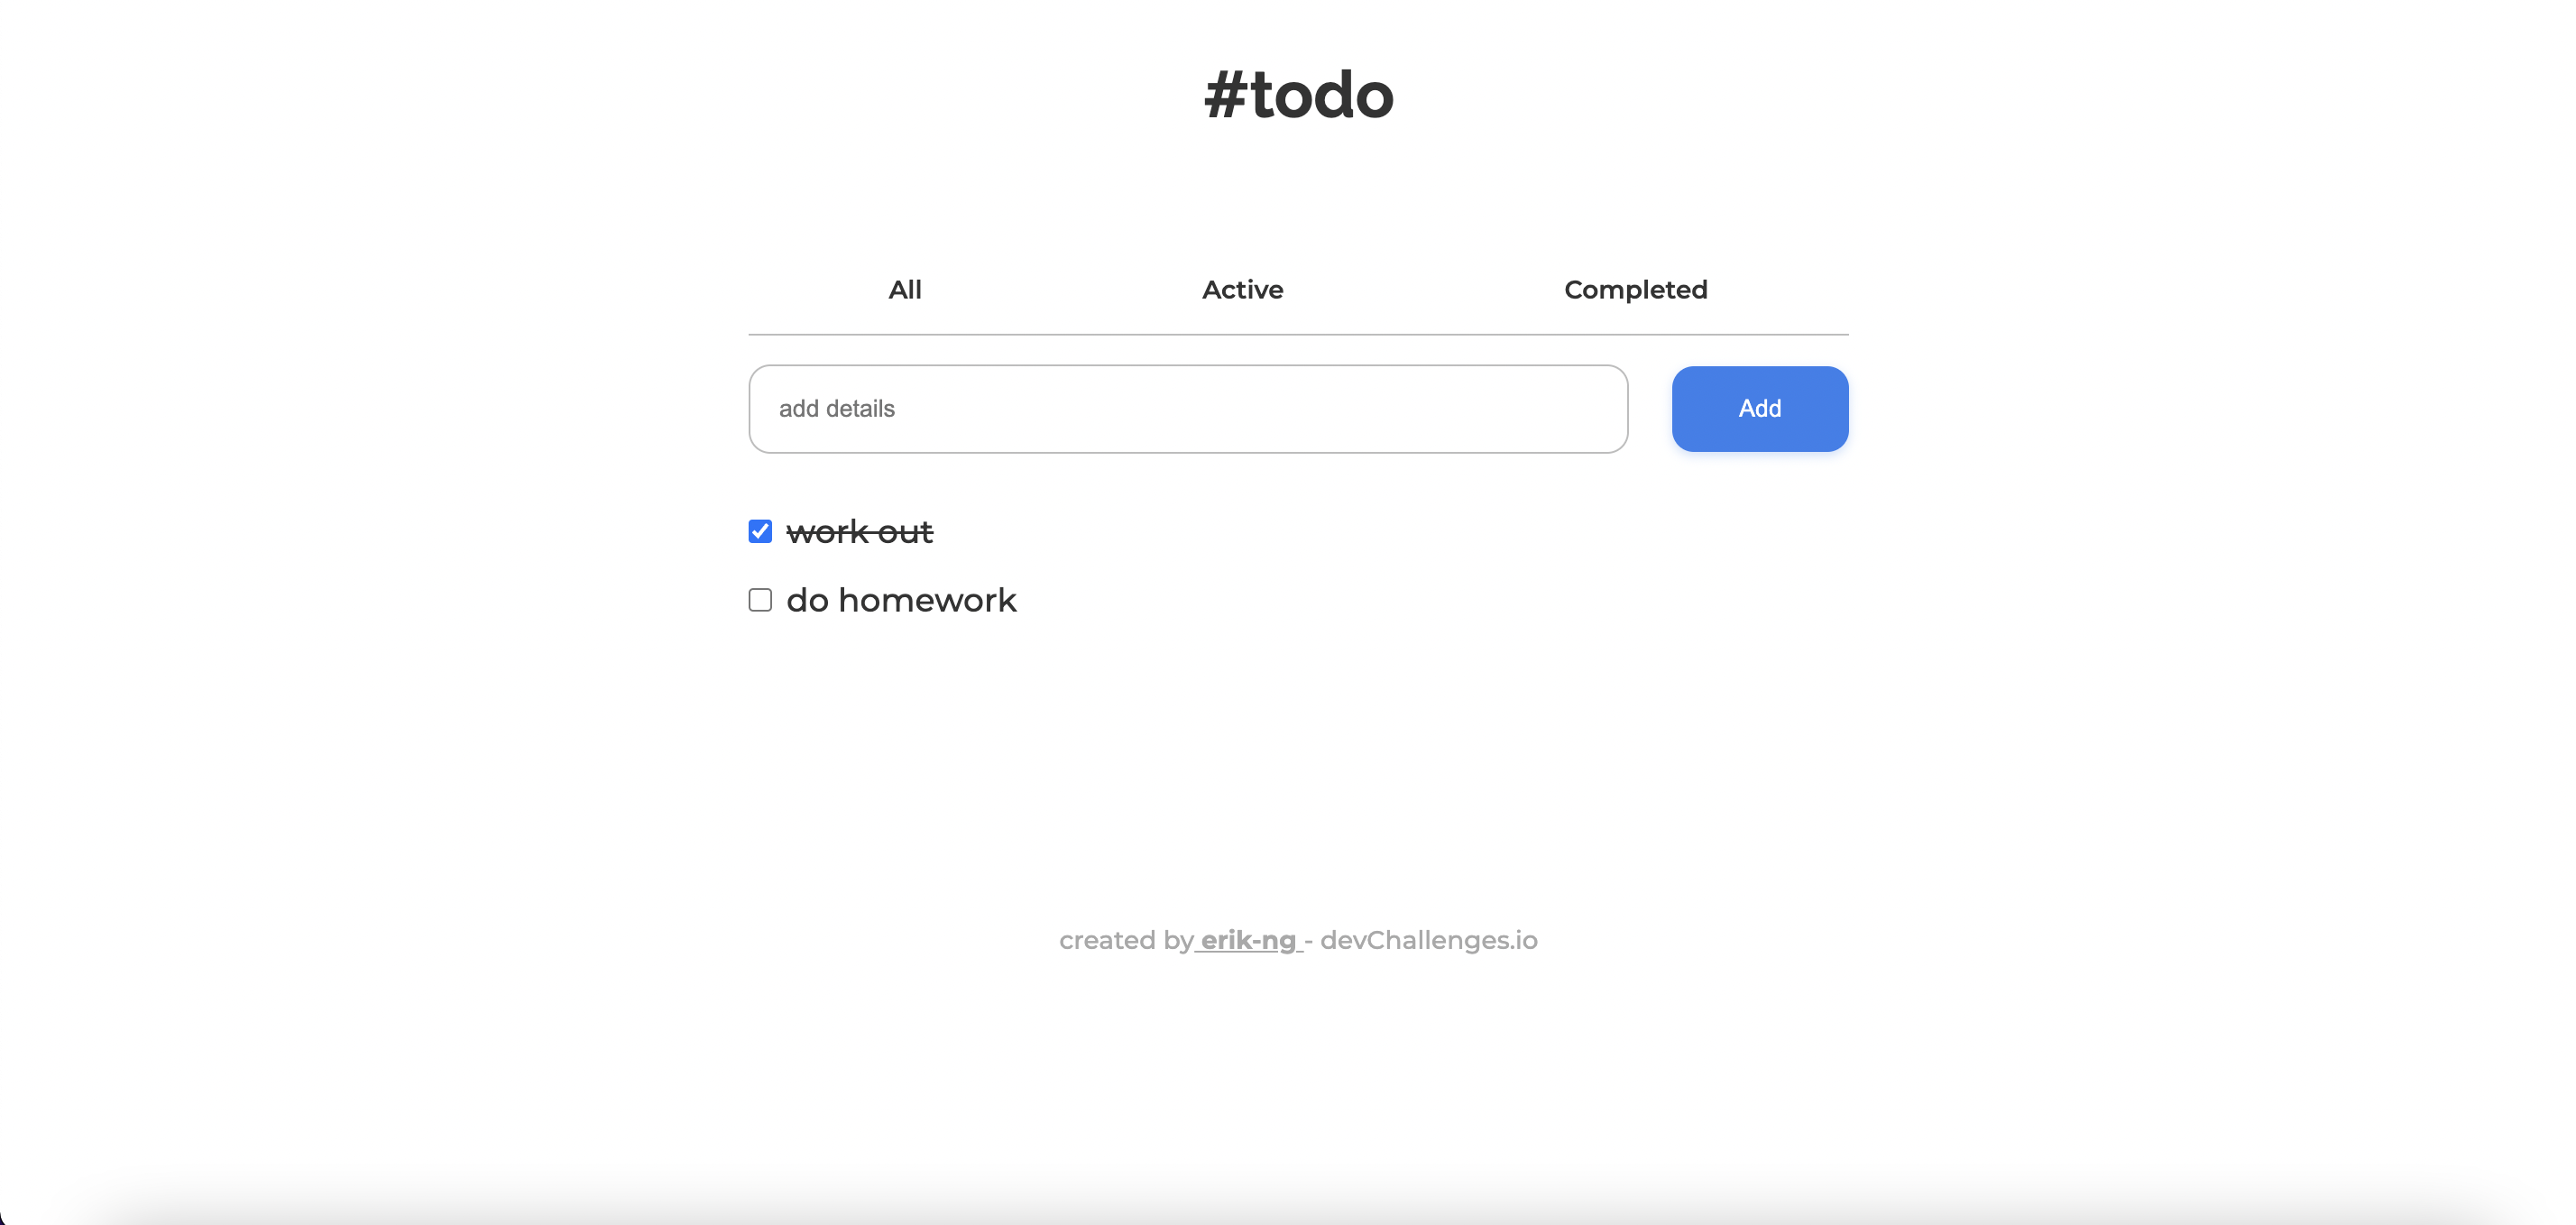 #todo
All Active Completed
add details Add
work out
do homework
created by erik-ng - devChallenges.io